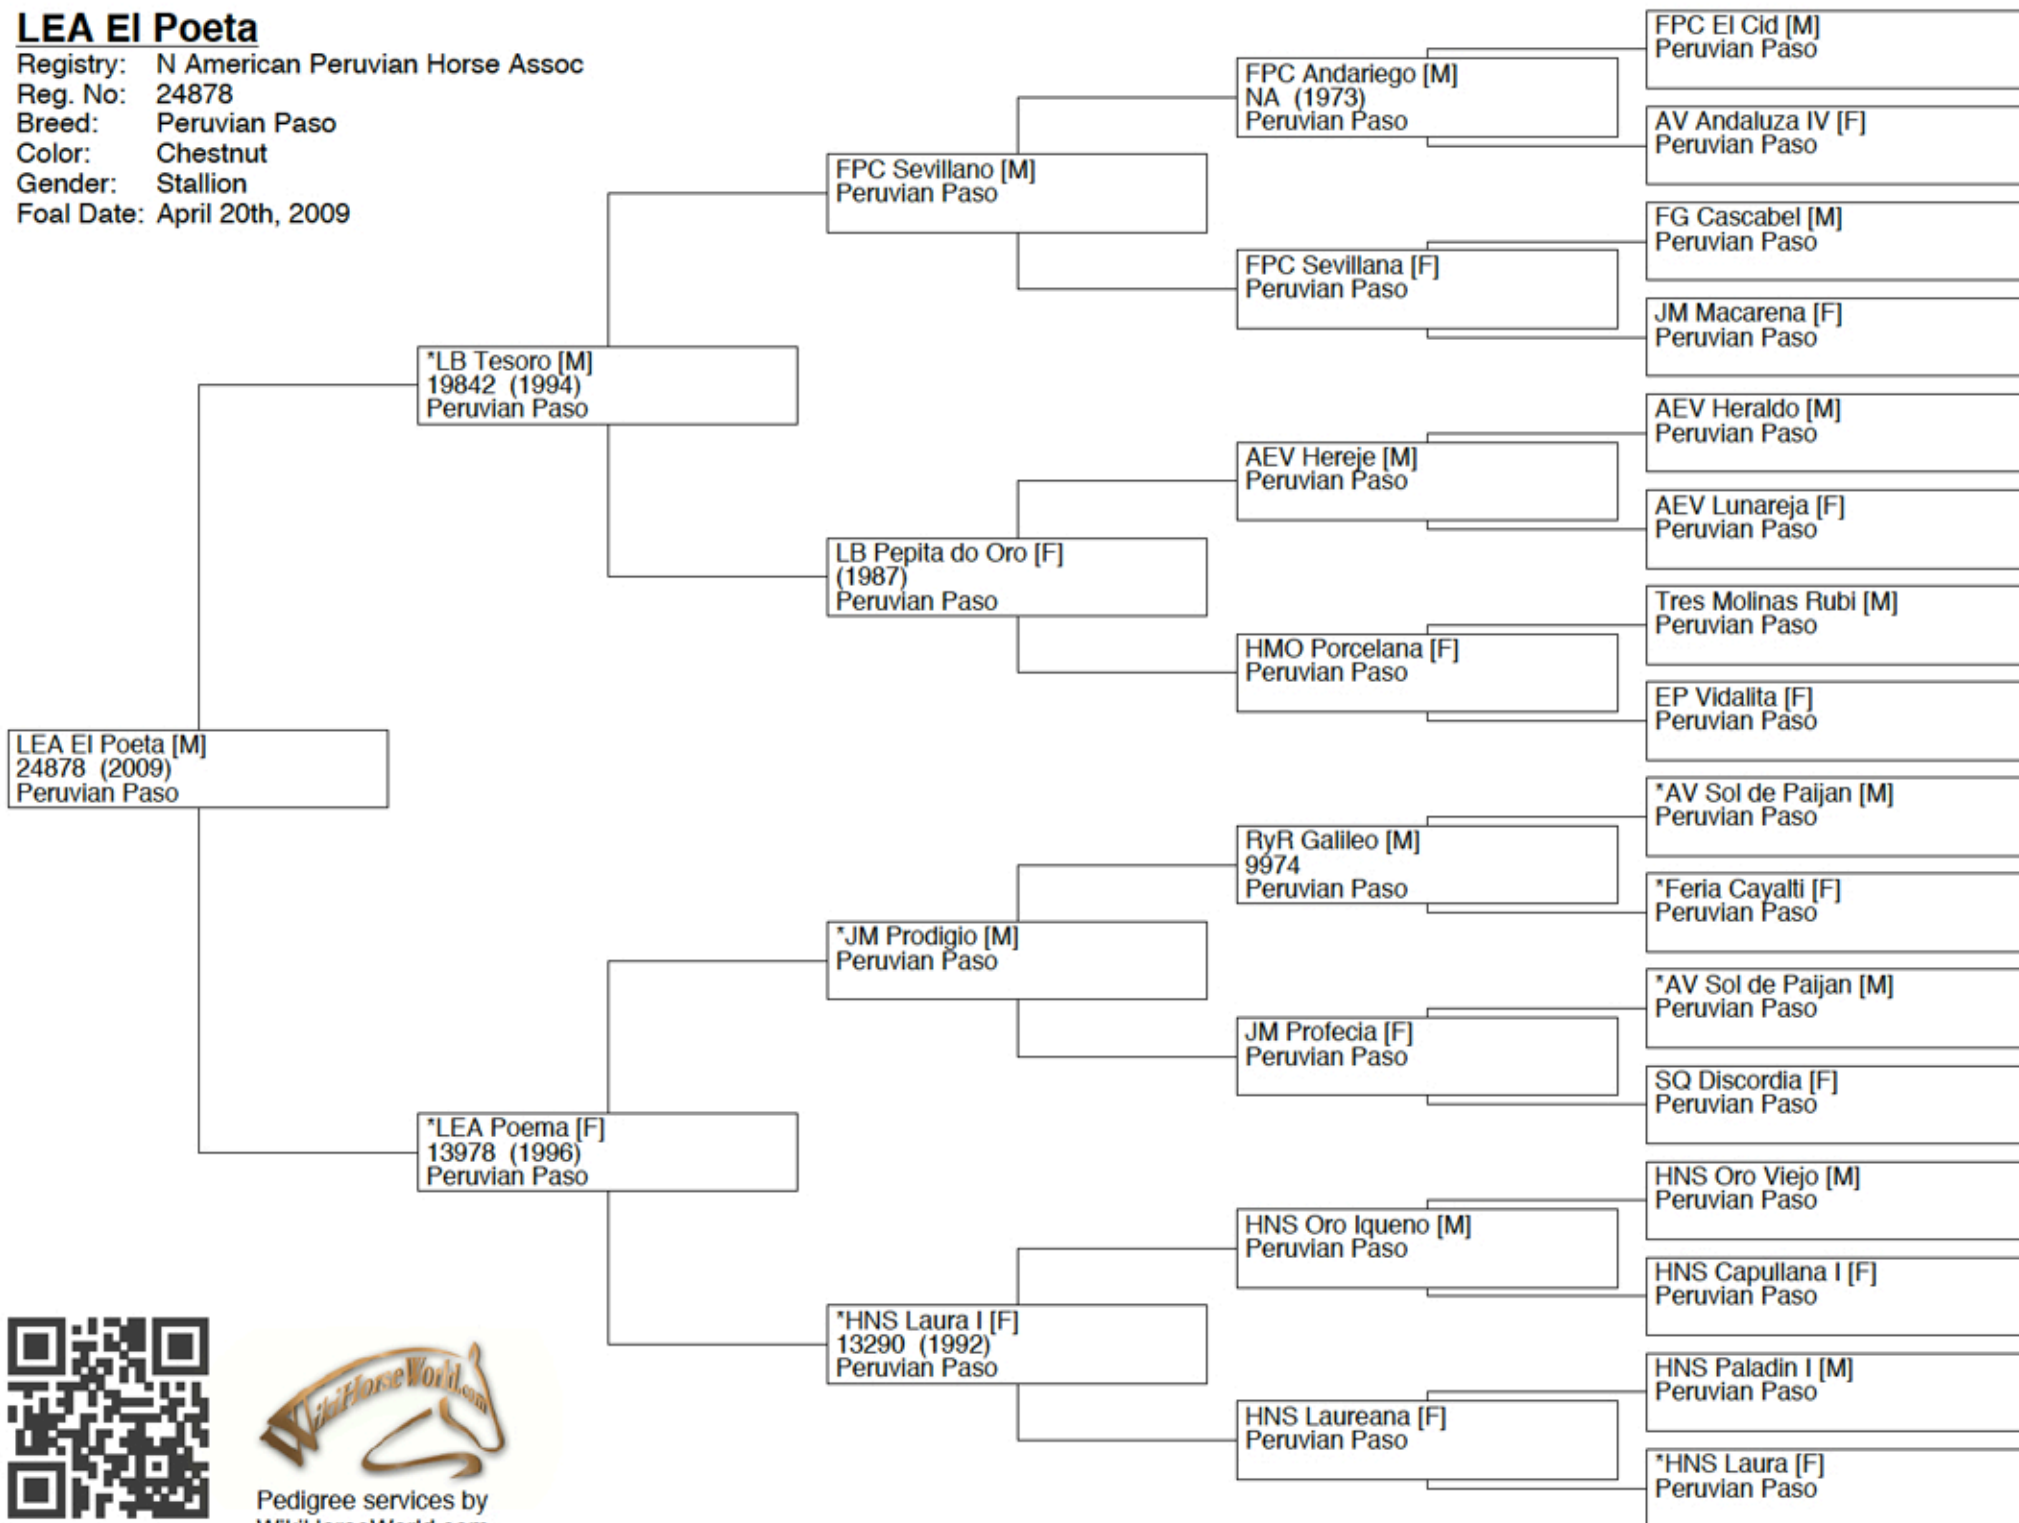 LEA El Poeta
Registry: N American Peruvian Horse Assoc
Reg. No: 24878
Breed: Peruvian Paso
Color: Chestnut
Gender: Stallion
Foal Date: April 20th, 2009
LEA El Poeta [M]
24878 (2009)
Peruvian Paso
*LB Tesoro [M]
19842 (1994)
Peruvian Paso
*LEA Poema [F]
13978 (1996)
Peruvian Paso
FPC Sevillano [M]
Peruvian Paso
LB Pepita do Oro [F]
(1987)
Peruvian Paso
*JM Prodigio [M]
Peruvian Paso
*HNS Laura I [F]
13290 (1992)
Peruvian Paso
FPC Andariego [M]
NA (1973)
Peruvian Paso
FPC Sevillana [F]
Peruvian Paso
AEV Hereje [M]
Peruvian Paso
HMO Porcelana [F]
Peruvian Paso
RyR Galileo [M]
9974
Peruvian Paso
JM Profecia [F]
Peruvian Paso
HNS Oro Iqueno [M]
Peruvian Paso
HNS Laureana [F]
Peruvian Paso
FPC El Cid [M]
Peruvian Paso
AV Andaluza IV [F]
Peruvian Paso
FG Cascabel [M]
Peruvian Paso
JM Macarena [F]
Peruvian Paso
AEV Heraldo [M]
Peruvian Paso
AEV Lunareja [F]
Peruvian Paso
Tres Molinas Rubi [M]
Peruvian Paso
EP Vidalita [F]
Peruvian Paso
*AV Sol de Paijan [M]
Peruvian Paso
*Feria Cayalti [F]
Peruvian Paso
*AV Sol de Paijan [M]
Peruvian Paso
SQ Discordia [F]
Peruvian Paso
HNS Oro Viejo [M]
Peruvian Paso
HNS Capullana I [F]
Peruvian Paso
HNS Paladin I [M]
Peruvian Paso
*HNS Laura [F]
Peruvian Paso
WikiHorseWorld.com
Pedigree services by
WikiHorseWorld.com